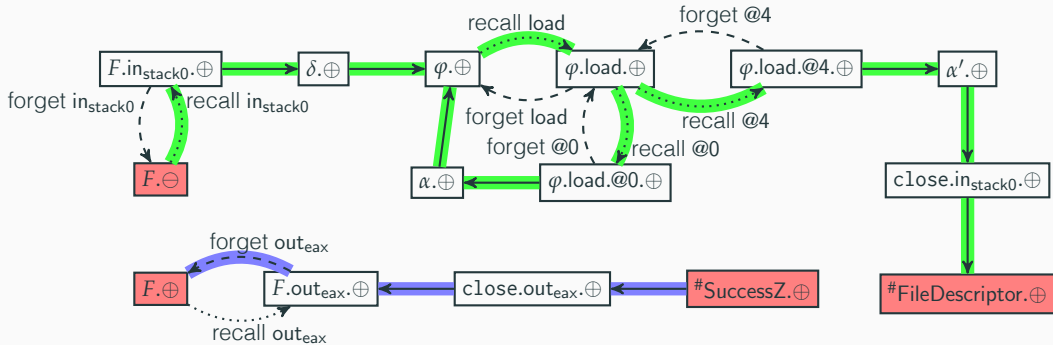 recall load
forget @4
F.in_stack0.⊕
δ.⊕
φ.⊕
φ.load.⊕
φ.load.@4.⊕
α′.⊕
forget in_stack0
recall in_stack0
forget load
recall @4
forget @0
recall @0
F.⊖
α.⊕
φ.load.@0.⊕
close.in_stack0.⊕
forget out_eax
F.⊕
F.out_eax.⊕
close.out_eax.⊕
#SuccessZ.⊕
#FileDescriptor.⊕
recall out_eax